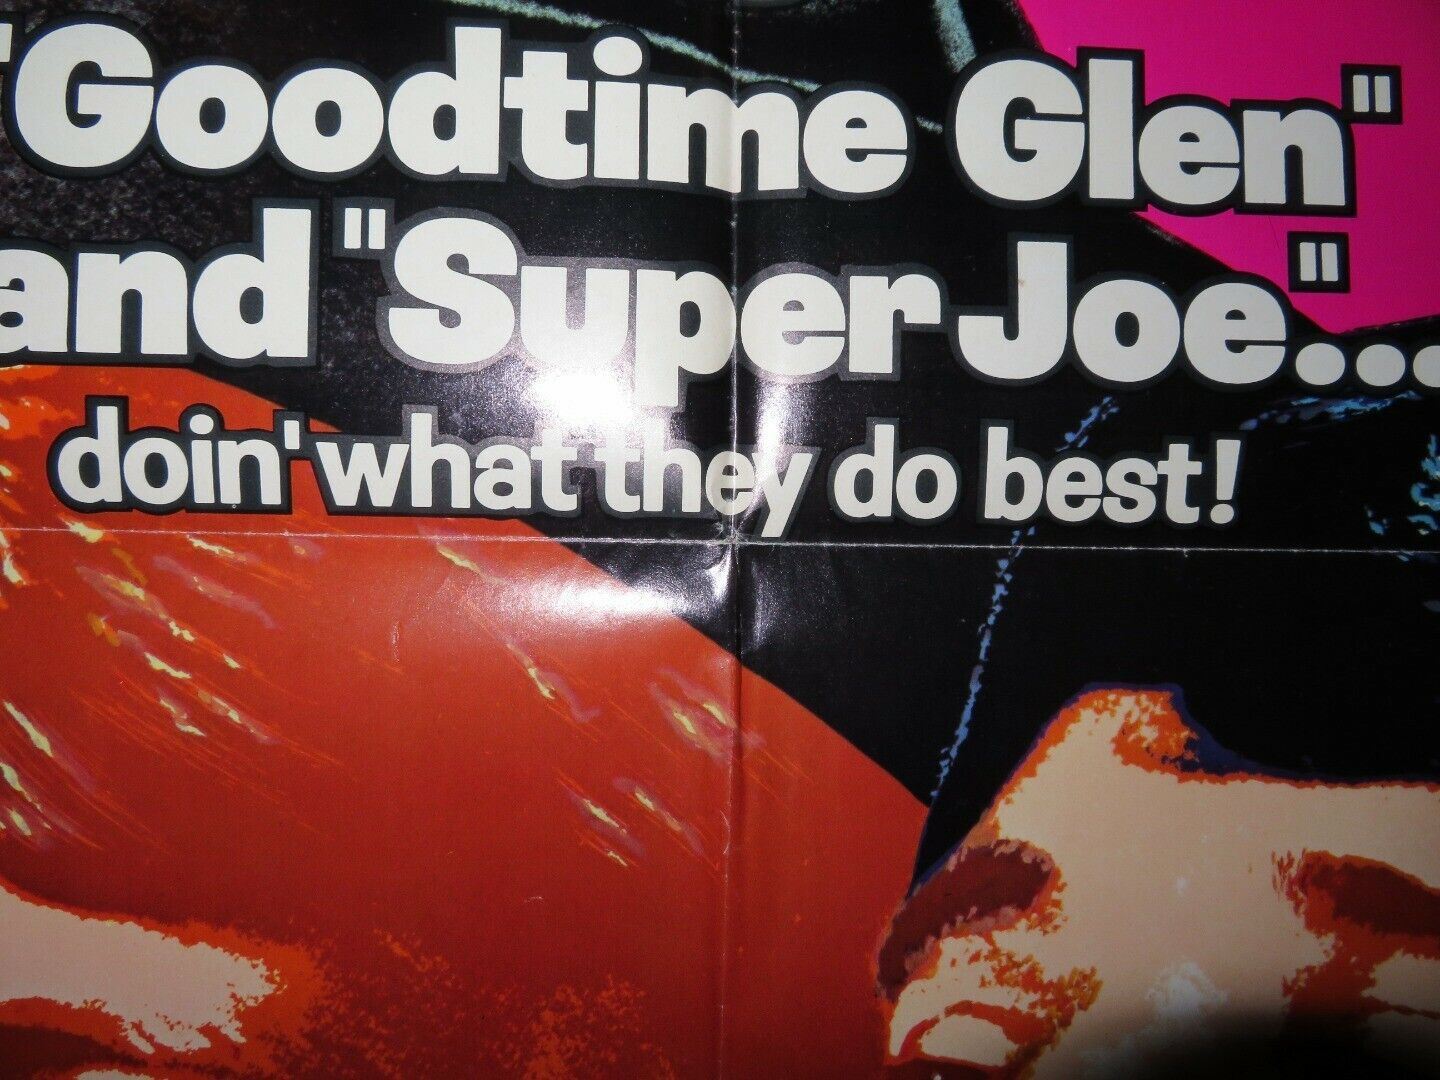 "Goodtime Glen"
and "Super Joe..."
doin' what they do best!